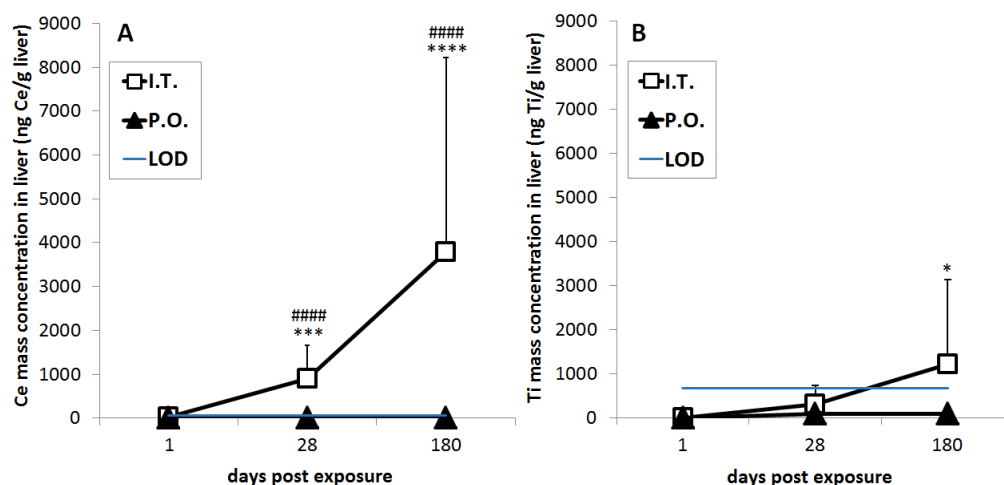 A
Ce mass concentration in liver (ng Ce/g liver)
9000
8000
7000
6000
5000
4000
3000
2000
1000
0
I.T.
P.O.
LOD
####
***
####
****
1 28 180
days post exposure
B
Ti mass concentration in liver (ng Ti/g liver)
9000
8000
7000
6000
5000
4000
3000
2000
1000
0
I.T.
P.O.
LOD
*
1 28 180
days post exposure